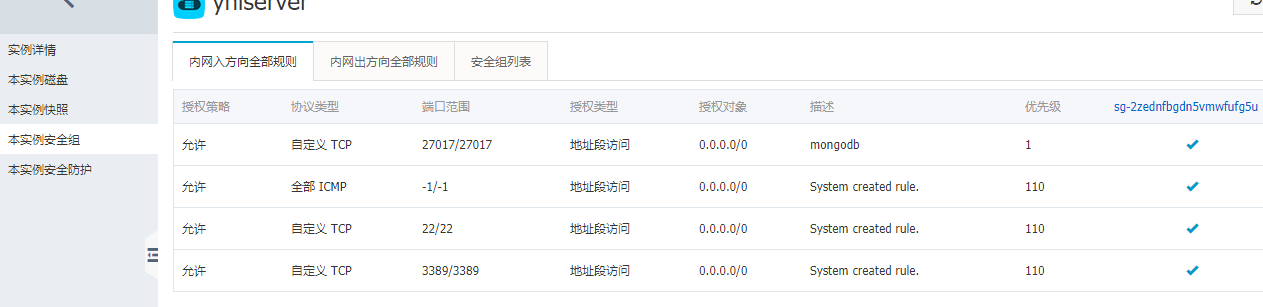 yhlserver
实例详情
本实例磁盘
本实例快照
本实例安全组
本实例安全防护
内网入方向全部规则 内网出方向全部规则 安全组列表
授权策略 协议类型 端口范围 授权类型 授权对象 描述 优先级 sg-2zednfbgdn5vmwfufg5u
允许 自定义 TCP 27017/27017 地址段访问 0.0.0.0/0 mongodb 1
允许 全部 ICMP -1/-1 地址段访问 0.0.0.0/0 System created rule. 110
允许 自定义 TCP 22/22 地址段访问 0.0.0.0/0 System created rule. 110
允许 自定义 TCP 3389/3389 地址段访问 0.0.0.0/0 System created rule. 110